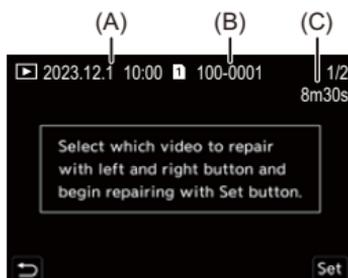 (A) (B) (C)
2023.12.1 10:00 1 100-0001 1/2
8m30s
Select which video to repair
with left and right button and
begin repairing with Set button.
Set